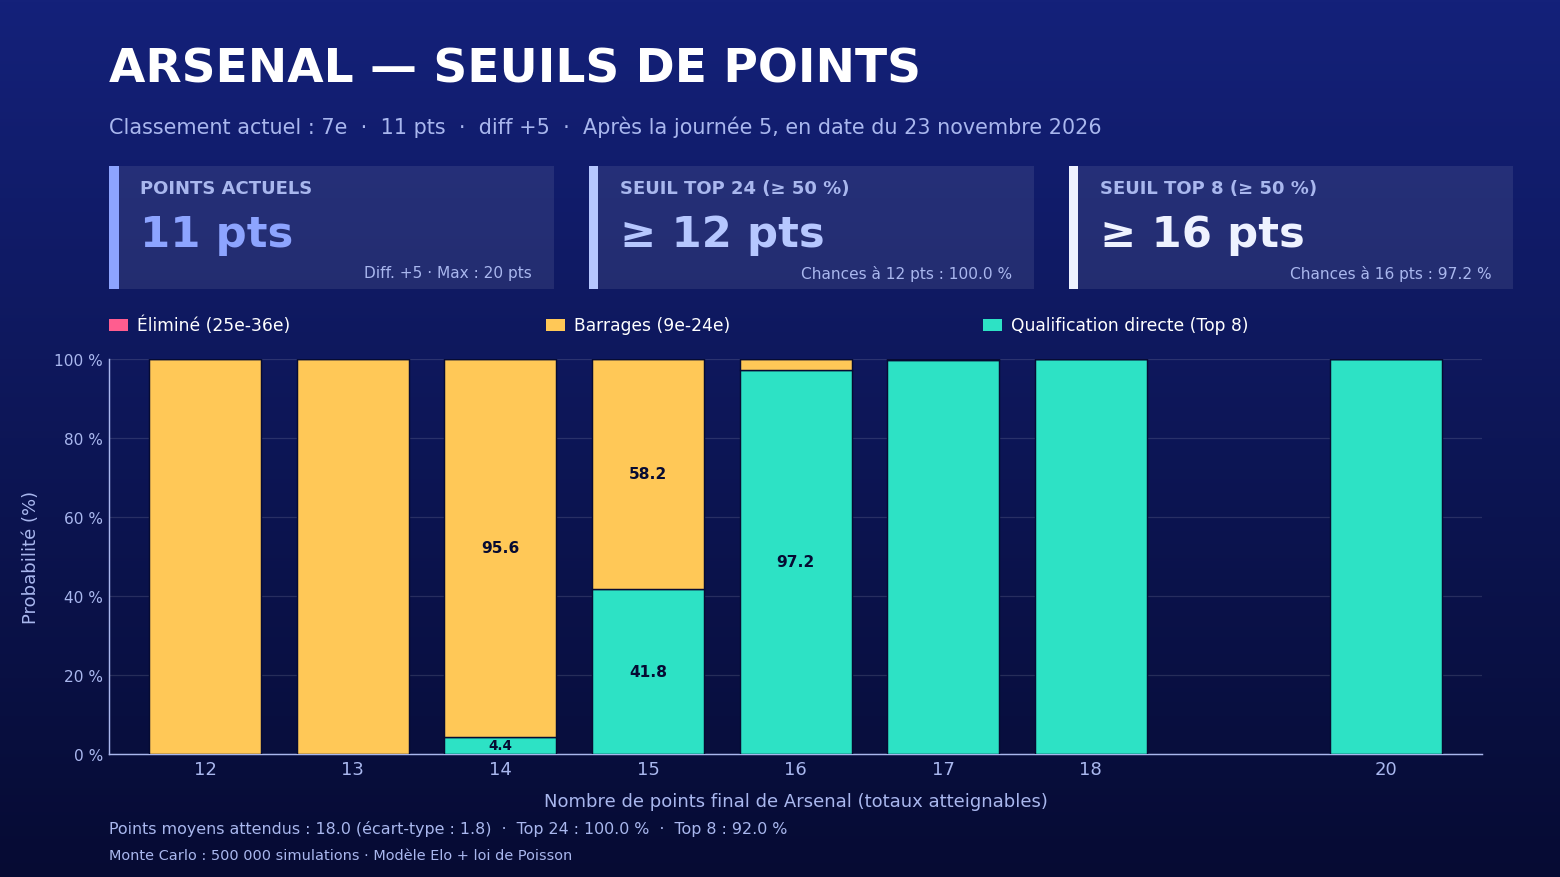 ARSENAL — SEUILS DE POINTS
Classement actuel : 7e · 11 pts · diff +5 · Après la journée 5, en date du 23 novembre 2026
POINTS ACTUELS
11 pts
Diff. +5 · Max : 20 pts
SEUIL TOP 24 (≥ 50 %)
≥ 12 pts
Chances à 12 pts : 100.0 %
SEUIL TOP 8 (≥ 50 %)
≥ 16 pts
Chances à 16 pts : 97.2 %
Éliminé (25e-36e)
Barrages (9e-24e)
Qualification directe (Top 8)
Probabilité (%)
100 %
80 %
60 %
40 %
20 %
0 %
95.6
4.4
58.2
41.8
97.2
12 13 14 15 16 17 18 20
Nombre de points final de Arsenal (totaux atteignables)
Points moyens attendus : 18.0 (écart-type : 1.8) · Top 24 : 100.0 % · Top 8 : 92.0 %
Monte Carlo : 500 000 simulations · Modèle Elo + loi de Poisson